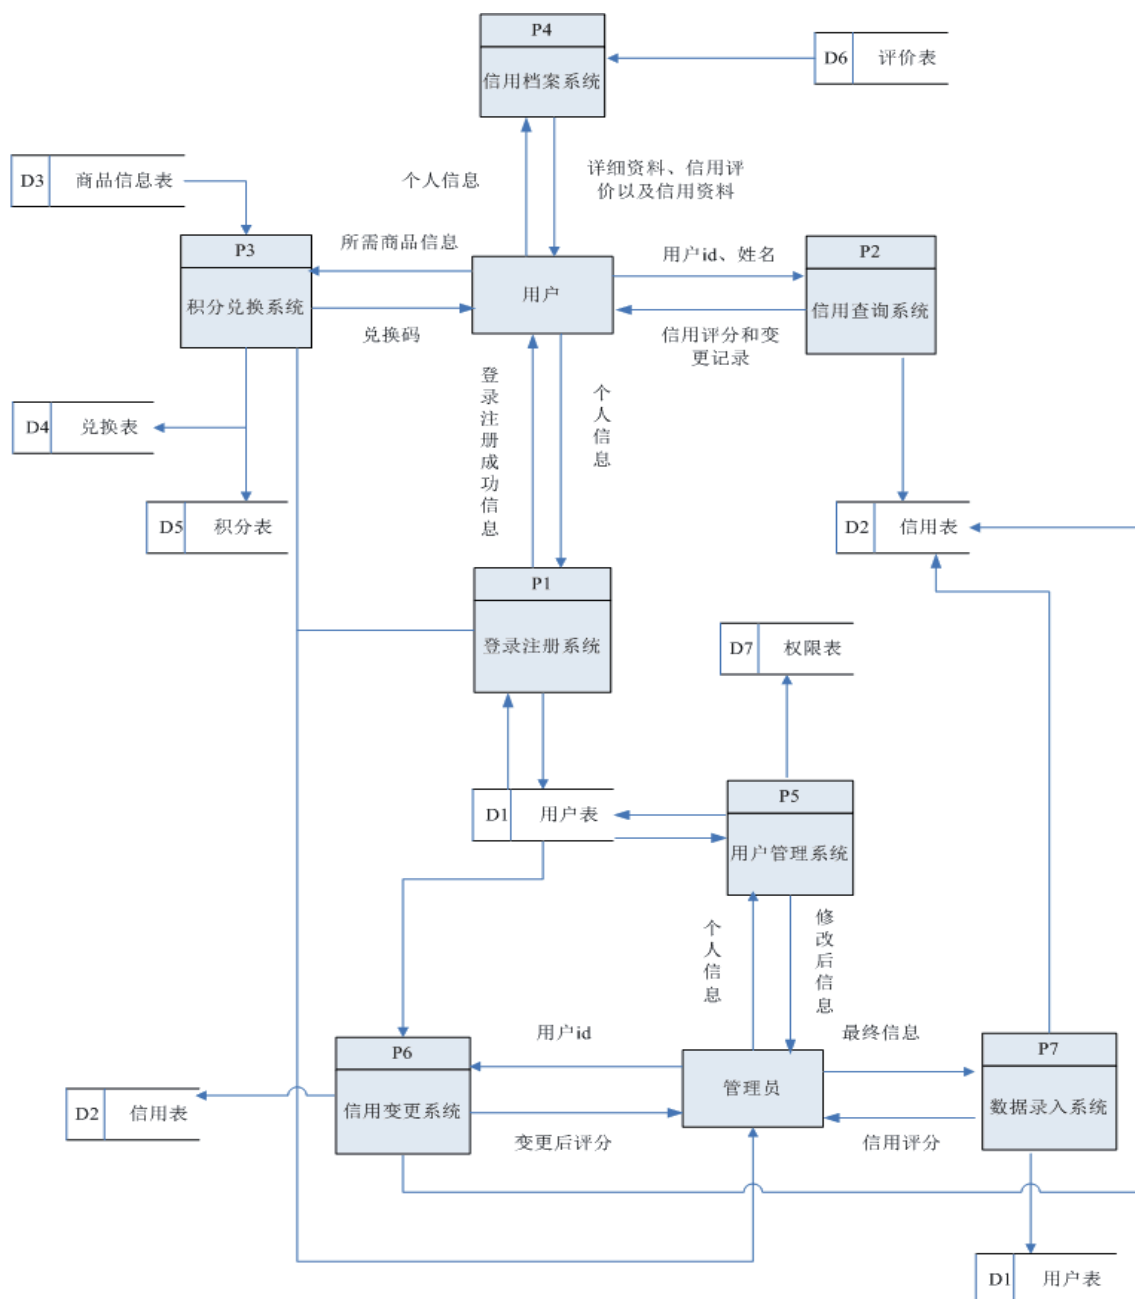 P4
信用档案系统
D6
评价表
D3
商品信息表
个人信息
详细资料、信用评
价以及信用资料
P3
积分兑换系统
所需商品信息
用户
用户id、姓名
P2
信用查询系统
兑换码
信用评分和变
更记录
D4
兑换表
登录注册成功信息
个人信息
D5
积分表
D2
信用表
P1
登录注册系统
D7
权限表
D1
用户表
P5
用户管理系统
个人信息
修改后信息
用户id
最终信息
P6
信用变更系统
管理员
P7
数据录入系统
D2
信用表
变更后评分
信用评分
D1
用户表